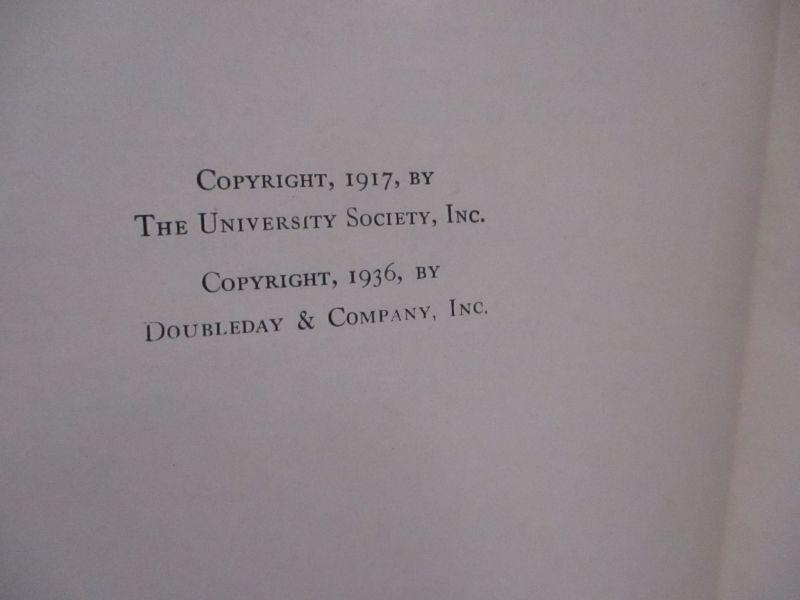 Copyright, 1917, by
The University Society, Inc.
Copyright, 1936, by
Doubleday & Company, Inc.